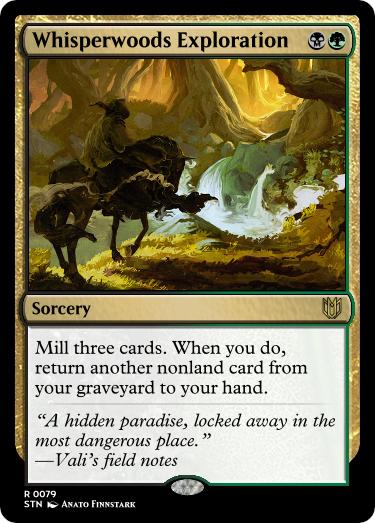 Whisperwoods Exploration
Sorcery
Mill three cards. When you do,
return another nonland card from
your graveyard to your hand.
“A hidden paradise, locked away in the
most dangerous place.”
—Vali’s field notes
R 0079
STN Anato Finnstark